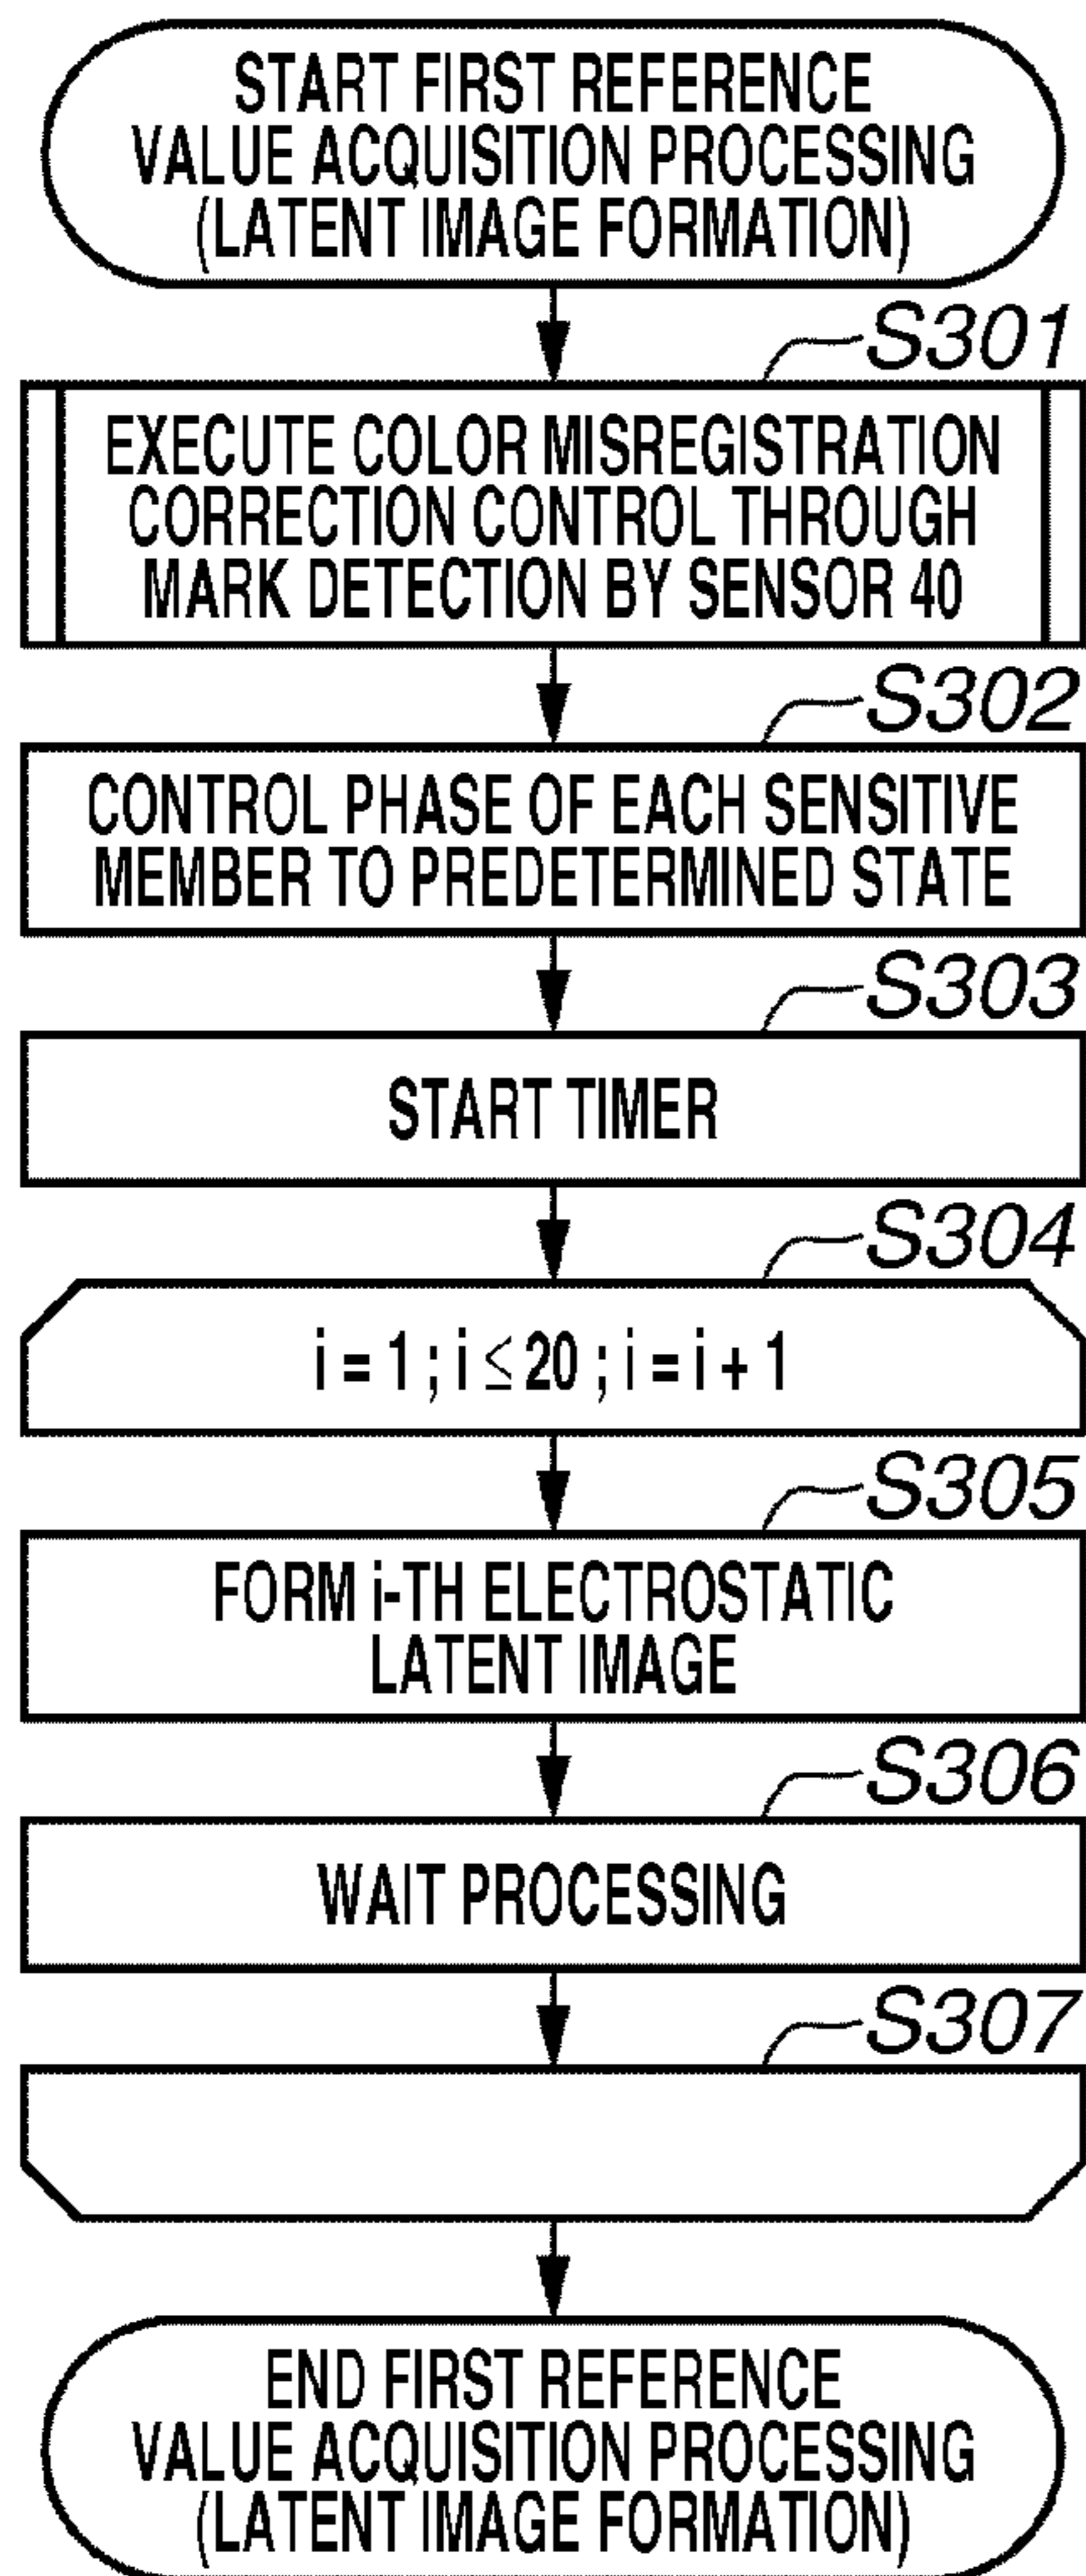 START FIRST REFERENCE
VALUE ACQUISITION PROCESSING
(LATENT IMAGE FORMATION)
S301
EXECUTE COLOR MISREGISTRATION
CORRECTION CONTROL THROUGH
MARK DETECTION BY SENSOR 40
S302
CONTROL PHASE OF EACH SENSITIVE
MEMBER TO PREDETERMINED STATE
S303
START TIMER
S304
i = 1 ; i ≤ 20 ; i = i + 1
S305
FORM i-TH ELECTROSTATIC
LATENT IMAGE
S306
WAIT PROCESSING
S307
END FIRST REFERENCE
VALUE ACQUISITION PROCESSING
(LATENT IMAGE FORMATION)